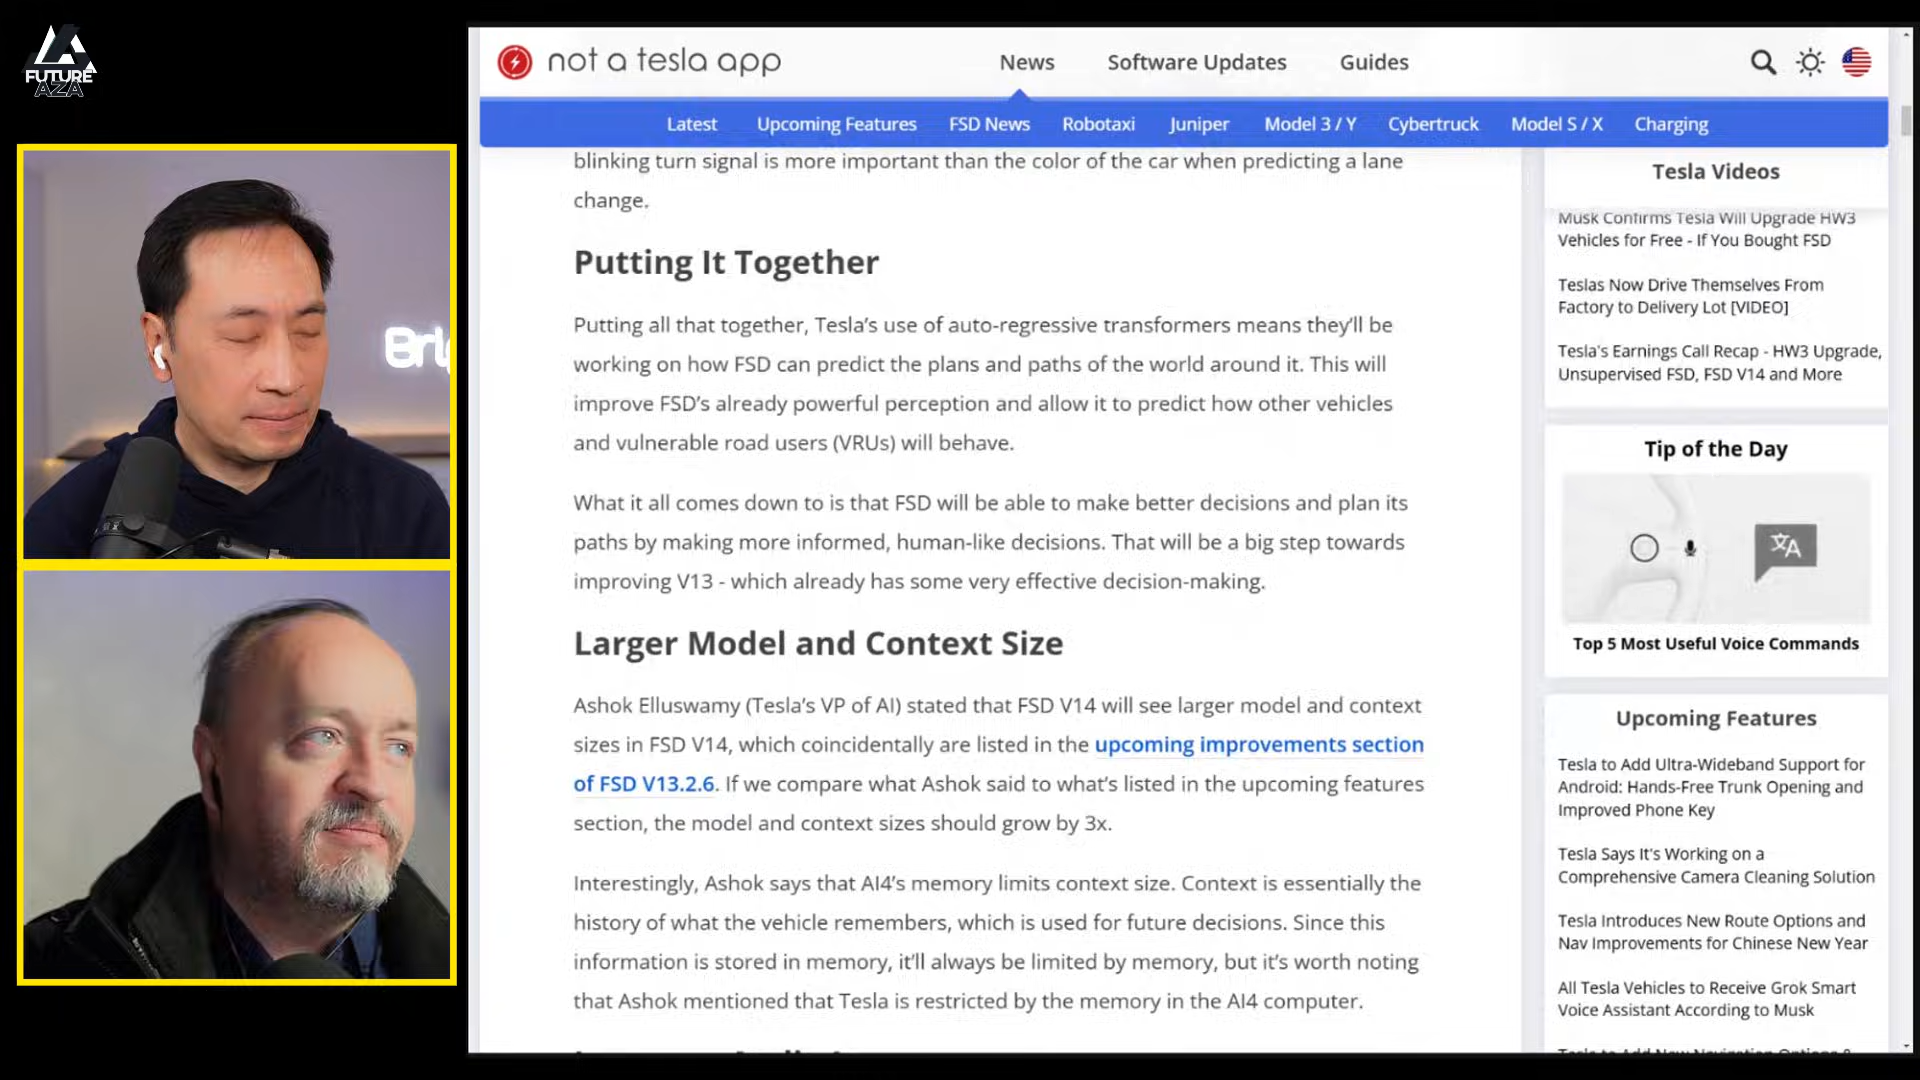 FUTURE
AZA
Bri
not a tesla app
News
Software Updates
Guides
Latest
Upcoming Features
FSD News
Robotaxi
Juniper
Model 3 / Y
Cybertruck
Model S / X
Charging
blinking turn signal is more important than the color of the car when predicting a lane
change.
Putting It Together
Putting all that together, Tesla’s use of auto-regressive transformers means they’ll be
working on how FSD can predict the plans and paths of the world around it. This will
improve FSD’s already powerful perception and allow it to predict how other vehicles
and vulnerable road users (VRUs) will behave.
What it all comes down to is that FSD will be able to make better decisions and plan its
paths by making more informed, human-like decisions. That will be a big step towards
improving V13 - which already has some very effective decision-making.
Larger Model and Context Size
Ashok Elluswamy (Tesla’s VP of AI) stated that FSD V14 will see larger model and context
sizes in FSD V14, which coincidentally are listed in the upcoming improvements section
of FSD V13.2.6. If we compare what Ashok said to what’s listed in the upcoming features
section, the model and context sizes should grow by 3x.
Interestingly, Ashok says that AI4’s memory limits context size. Context is essentially the
history of what the vehicle remembers, which is used for future decisions. Since this
information is stored in memory, it’ll always be limited by memory, but it’s worth noting
that Ashok mentioned that Tesla is restricted by the memory in the AI4 computer.
Tesla Videos
Musk Confirms Tesla Will Upgrade HW3
Vehicles for Free - If You Bought FSD
Teslas Now Drive Themselves From
Factory to Delivery Lot [VIDEO]
Tesla's Earnings Call Recap - HW3 Upgrade,
Unsupervised FSD, FSD V14 and More
Tip of the Day
文A
Top 5 Most Useful Voice Commands
Upcoming Features
Tesla to Add Ultra-Wideband Support for
Android: Hands-Free Trunk Opening and
Improved Phone Key
Tesla Says It's Working on a
Comprehensive Camera Cleaning Solution
Tesla Introduces New Route Options and
Nav Improvements for Chinese New Year
All Tesla Vehicles to Receive Grok Smart
Voice Assistant According to Musk
Tesla to Add New Navigation Options